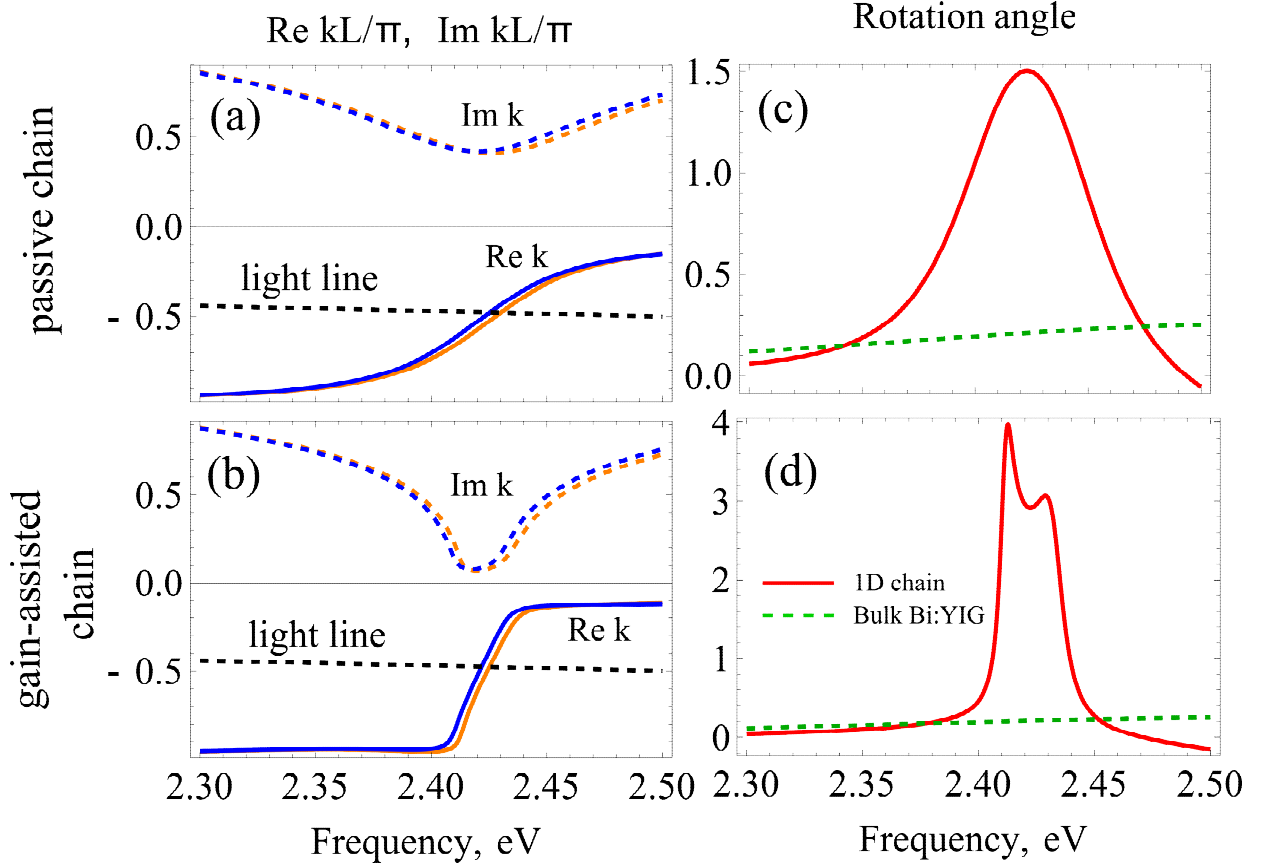 Re kL/π, Im kL/π
Rotation angle
passive chain
(a)
Im k
Re k
light line
0.5
0.0
- 0.5
(c)
1.5
1.0
0.5
0.0
gain-assisted
chain
(b)
Im k
Re k
light line
0.5
0.0
- 0.5
2.30 2.35 2.40 2.45 2.50
Frequency, eV
(d)
4
3
2
1
0
1D chain
Bulk Bi:YIG
2.30 2.35 2.40 2.45 2.50
Frequency, eV